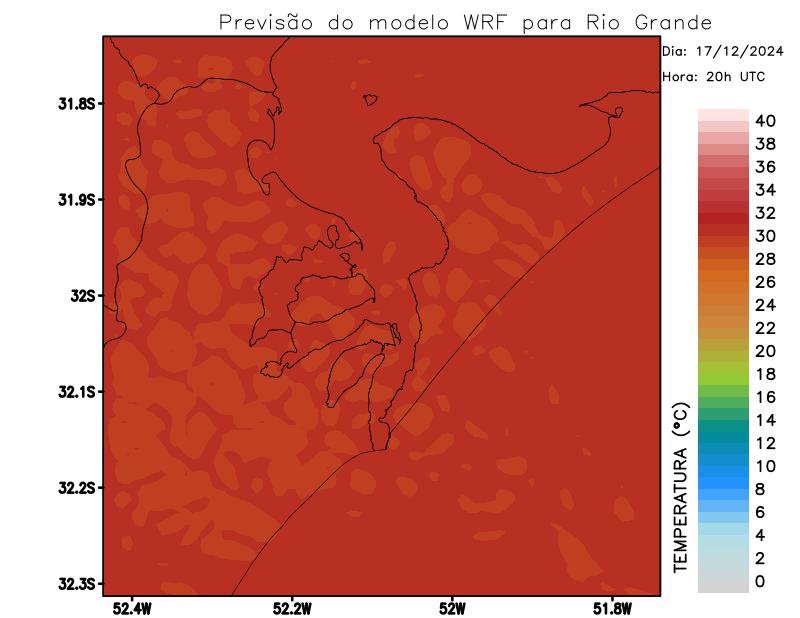 Previsão do modelo WRF para Rio Grande
Dia: 17/12/2024
Hora: 20h UTC
31.8S
31.9S
32S
32.1S
32.2S
32.3S
52.4W
52.2W
52W
51.8W
TEMPERATURA (°C)
40
38
36
34
32
30
28
26
24
22
20
18
16
14
12
10
8
6
4
2
0